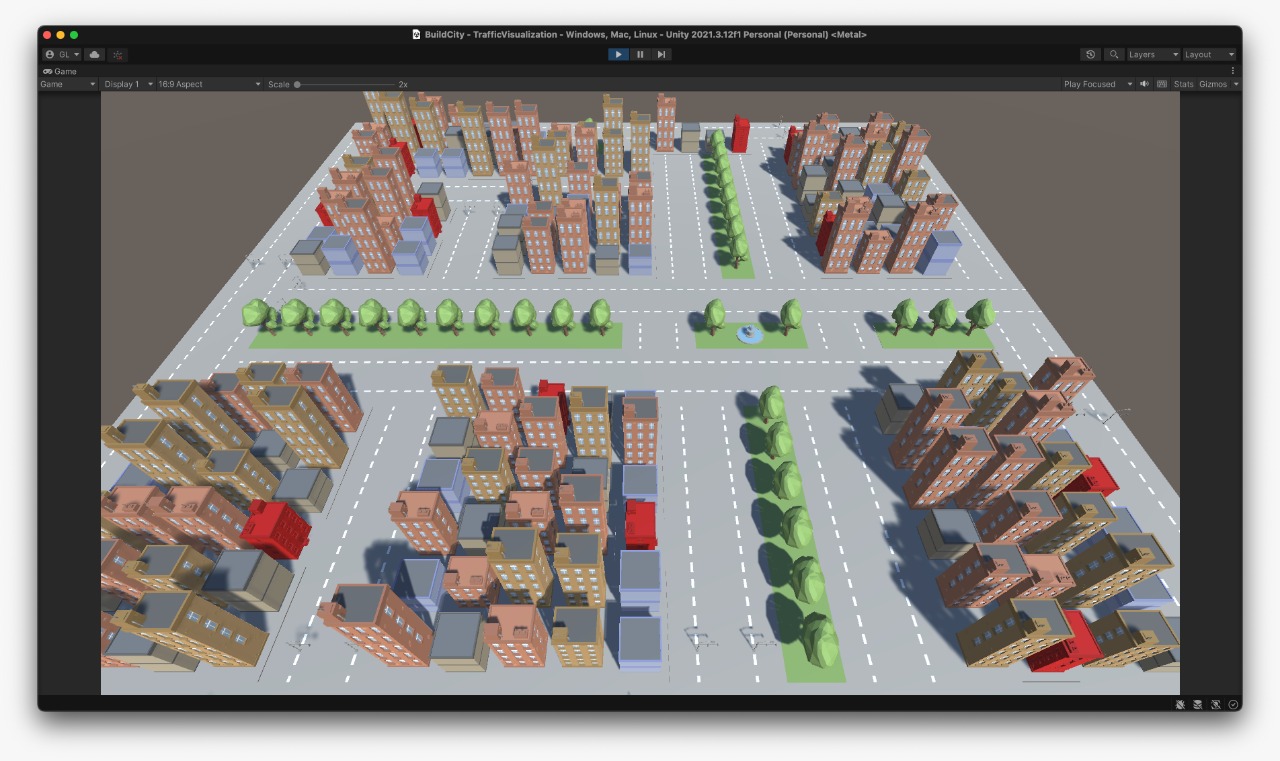 BuildCity - TrafficVisualization - Windows, Mac, Linux - Unity 2021.3.12f1 Personal (Personal) <Metal>
GL Layers Layout
Game
Game Display 1 16:9 Aspect Scale 2x Play Focused Stats Gizmos